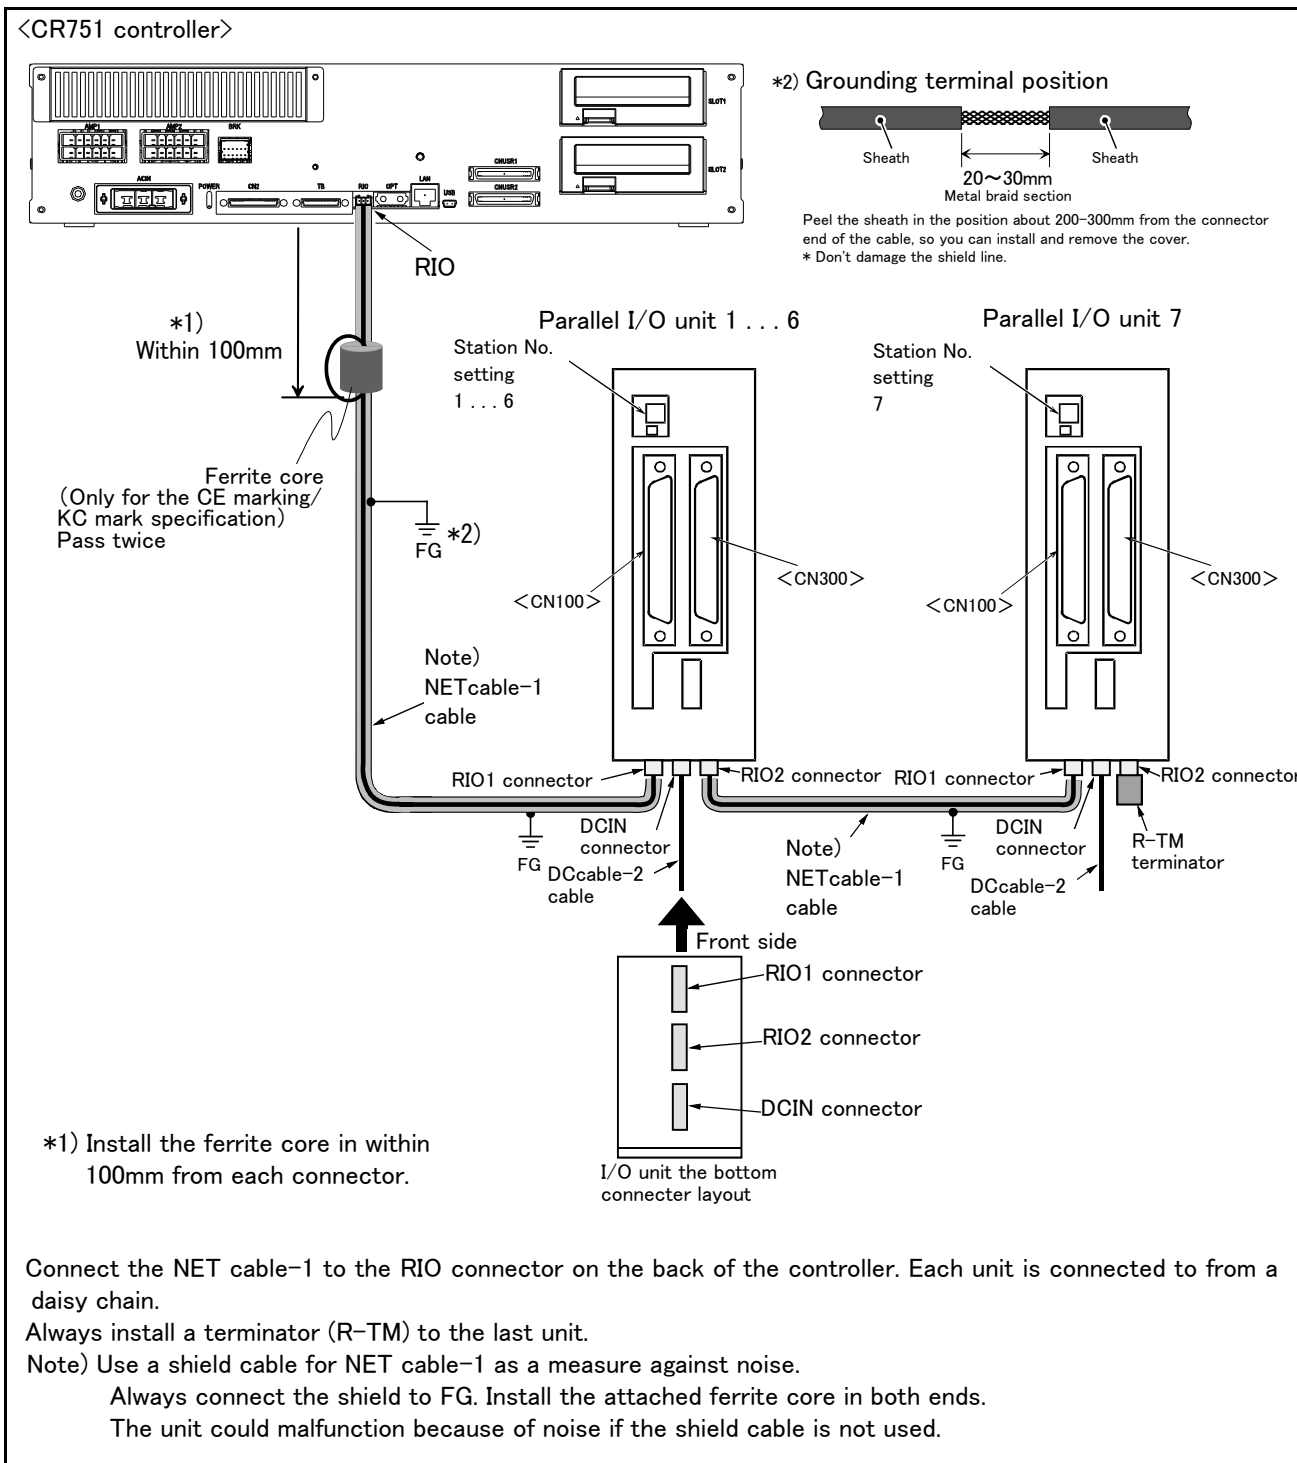 <CR751 controller>
*2) Grounding terminal position
AMP1
AMP2
BRK
SLOT1
SLOT2
CNUSR1
CNUSR2
ACIN
POWER
CN2
TB
RIO
OPT
LAN
USB
Sheath
Sheath
20～30mm
Metal braid section
Peel the sheath in the position about 200-300mm from the connector
end of the cable, so you can install and remove the cover.
* Don't damage the shield line.
RIO
*1)
Within 100mm
Parallel I/O unit 1 . . . 6
Station No.
setting
1 . . . 6
Parallel I/O unit 7
Station No.
setting
7
Ferrite core
(Only for the CE marking/
KC mark specification)
Pass twice
FG
*2)
<CN100>
<CN300>
<CN100>
<CN300>
Note)
NETcable-1
cable
RIO1 connector
RIO2 connector
RIO1 connector
RIO2 connector
FG
DCIN
connector
DCcable-2
cable
Note)
NETcable-1
cable
FG
DCIN
connector
DCcable-2
cable
R-TM
terminator
Front side
RIO1 connector
RIO2 connector
DCIN connector
I/O unit the bottom
connecter layout
*1) Install the ferrite core in within
100mm from each connector.
Connect the NET cable-1 to the RIO connector on the back of the controller. Each unit is connected to from a
daisy chain.
Always install a terminator (R-TM) to the last unit.
Note) Use a shield cable for NET cable-1 as a measure against noise.
Always connect the shield to FG. Install the attached ferrite core in both ends.
The unit could malfunction because of noise if the shield cable is not used.